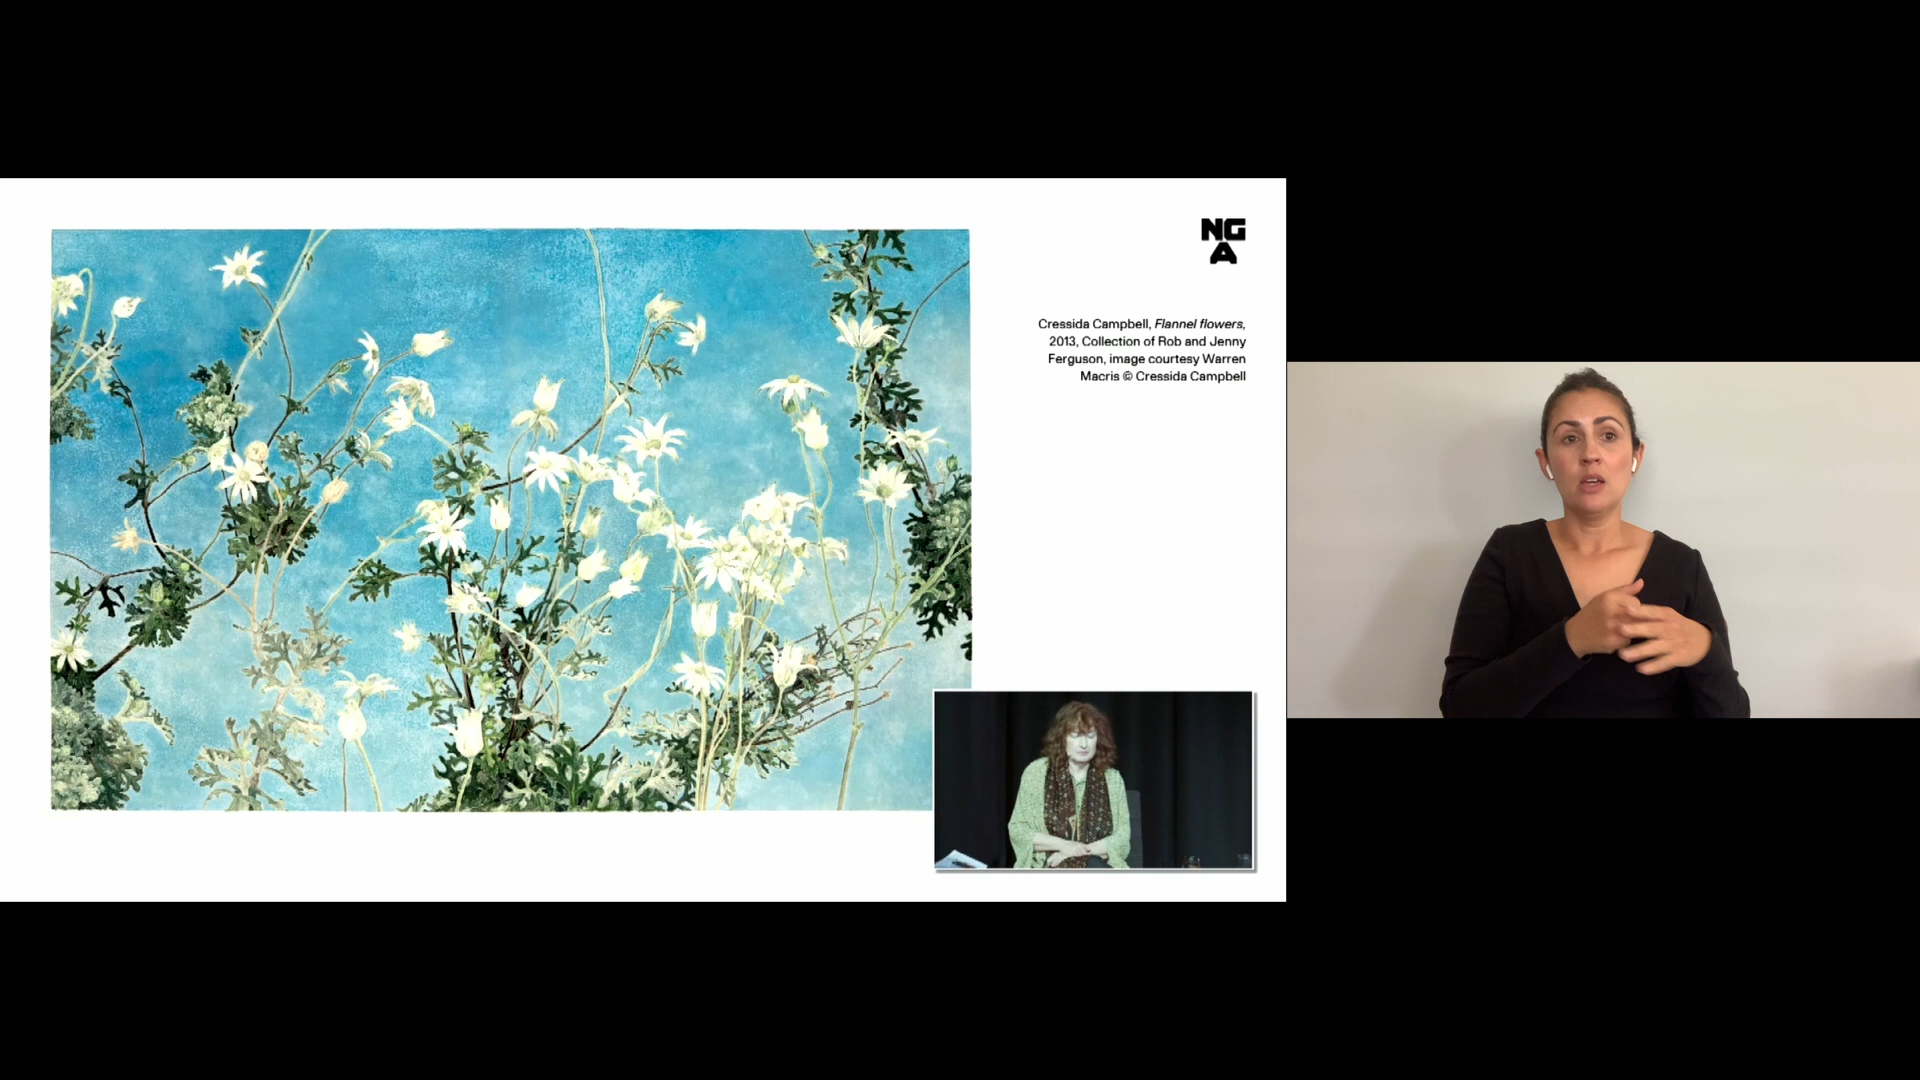 NG
A
Cressida Campbell, Flannel flowers,
2013, Collection of Rob and Jenny
Ferguson, image courtesy Warren
Macris © Cressida Campbell